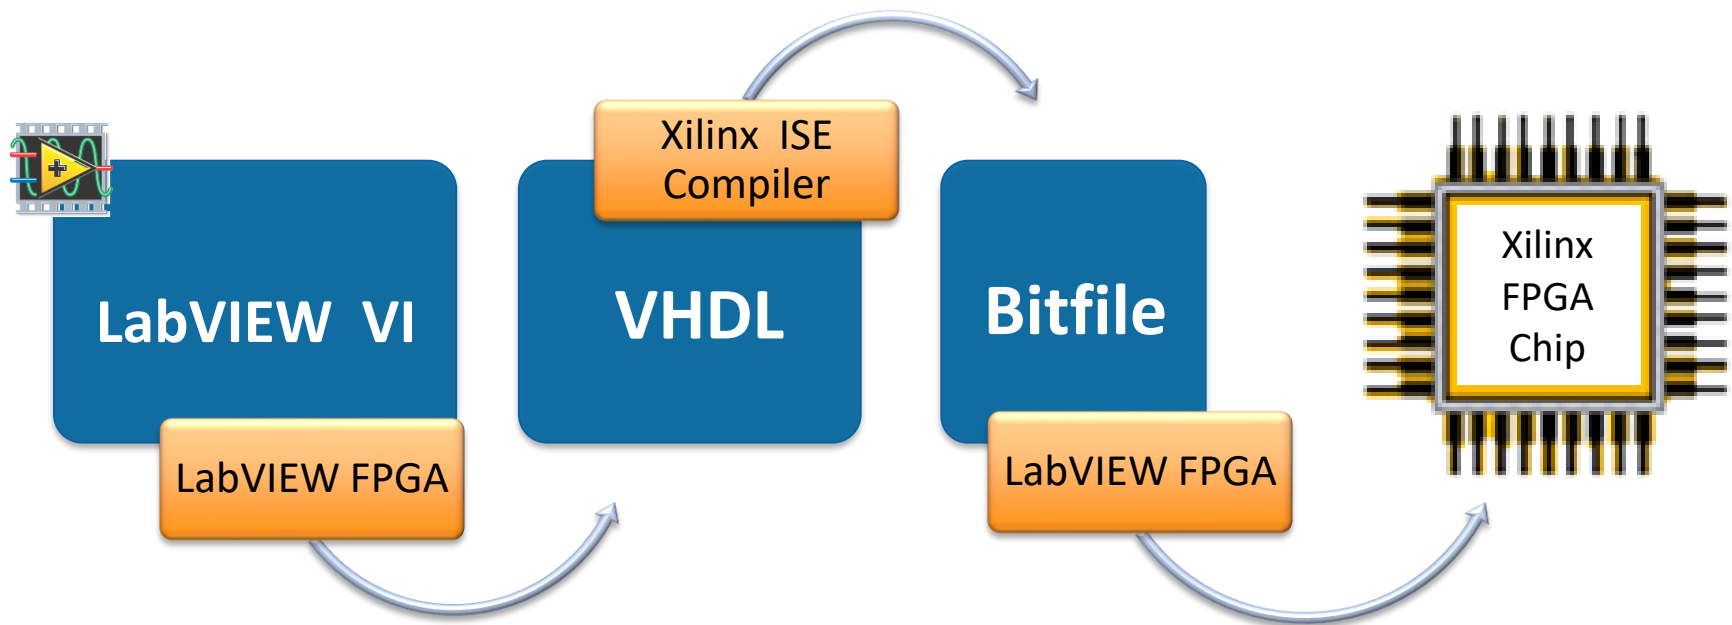 LabVIEW VI
LabVIEW FPGA
Xilinx ISE
Compiler
VHDL
Bitfile
LabVIEW FPGA
Xilinx
FPGA
Chip